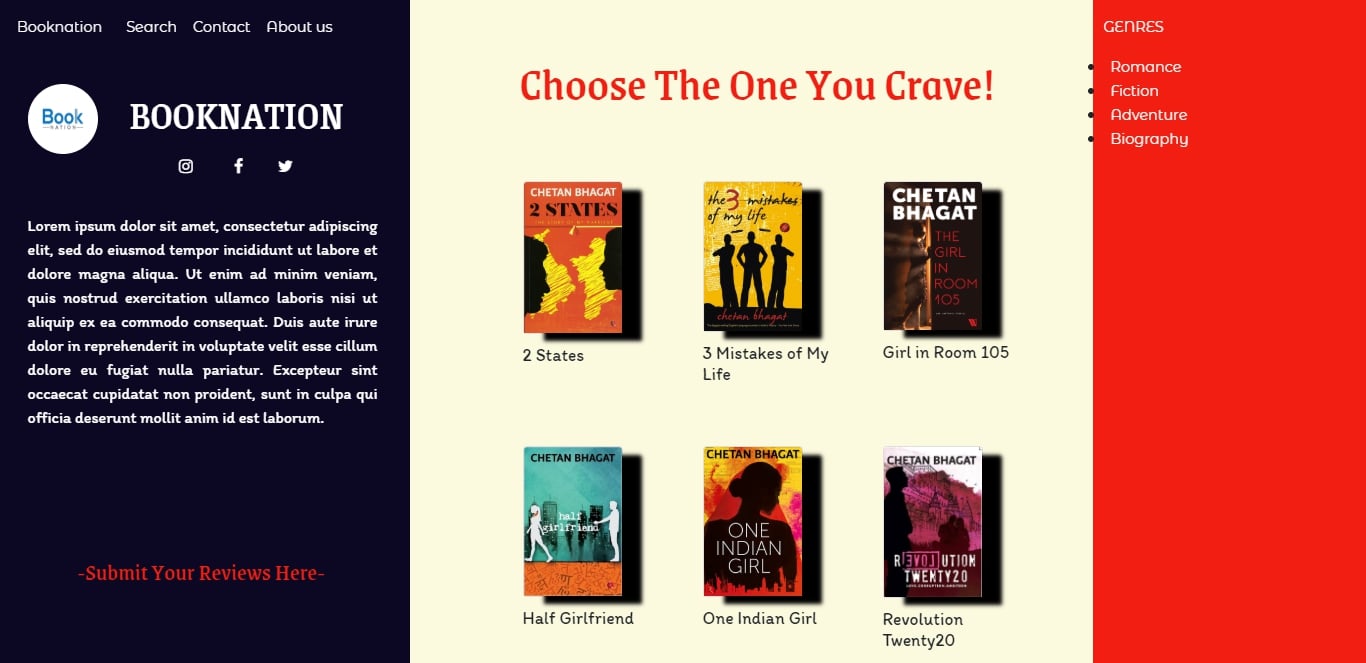 Booknation Search Contact About us
Book
NATION
BOOKNATION
Lorem ipsum dolor sit amet, consectetur adipiscing
elit, sed do eiusmod tempor incididunt ut labore et
dolore magna aliqua. Ut enim ad minim veniam,
quis nostrud exercitation ullamco laboris nisi ut
aliquip ex ea commodo consequat. Duis aute irure
dolor in reprehenderit in voluptate velit esse cillum
dolore eu fugiat nulla pariatur. Excepteur sint
occaecat cupidatat non proident, sunt in culpa qui
officia deserunt mollit anim id est laborum.
-Submit Your Reviews Here-
Choose The One You Crave!
CHETAN BHAGAT
2 STATES
THE STORY OF MY MARRIAGE
2 States
the 3 mistakes
of my life
chetan bhagat
3 Mistakes of My
Life
CHETAN
BHAGAT
THE
GIRL
IN
ROOM
105
Girl in Room 105
CHETAN BHAGAT
half
girlfriend
Half Girlfriend
CHETAN BHAGAT
ONE
INDIAN
GIRL
One Indian Girl
CHETAN BHAGAT
REVOLUTION
TWENTY20
LOVE.CORRUPTION.AMBITION
Revolution
Twenty20
GENRES
Romance
Fiction
Adventure
Biography